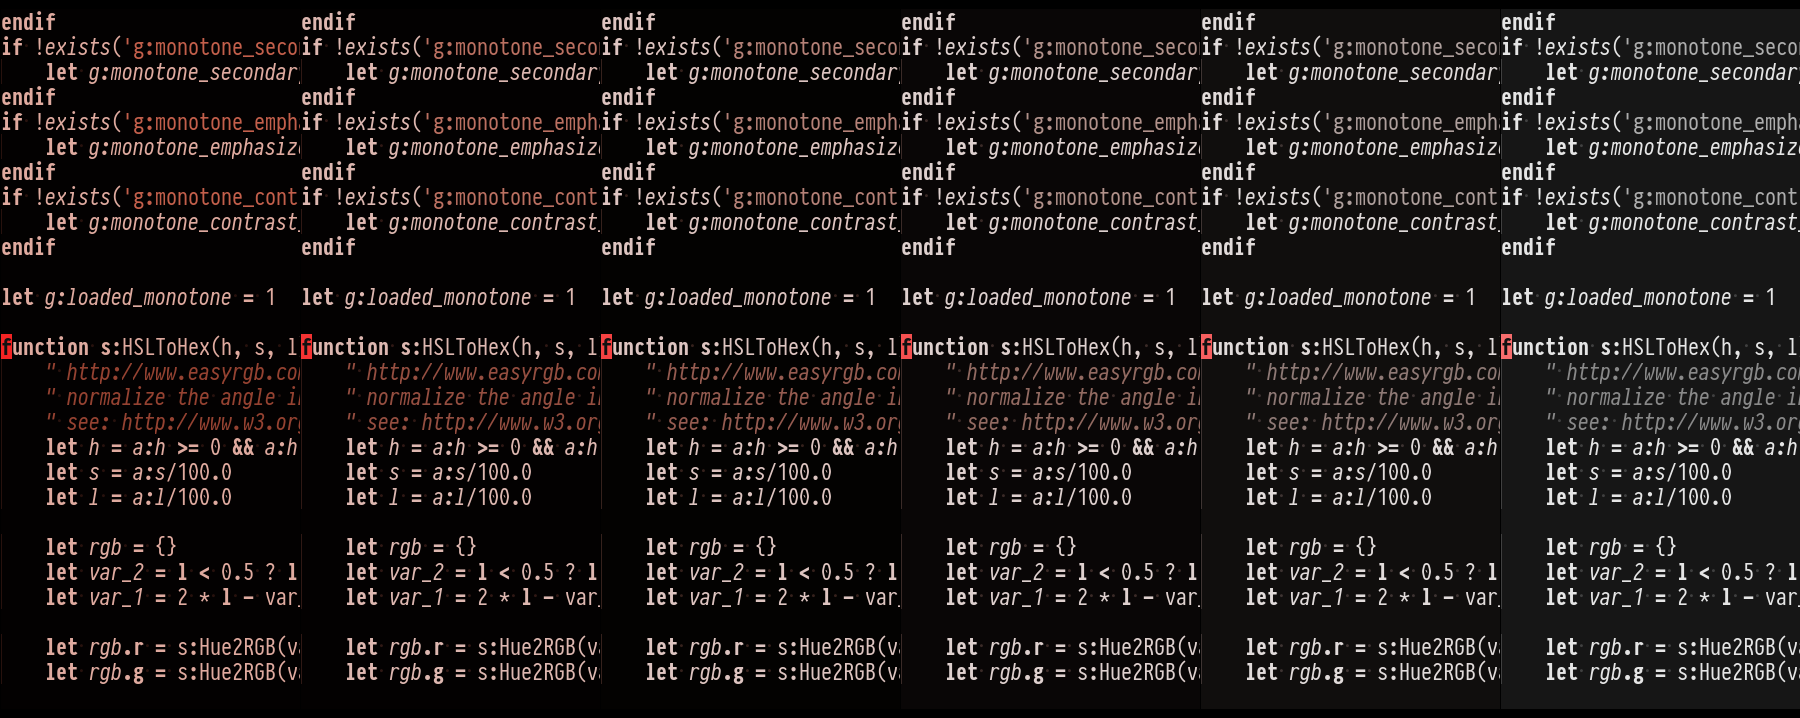 endif
if !exists('g:monotone_seco
let g:monotone_secondar
endif
if !exists('g:monotone_emph
let g:monotone_emphasiz
endif
if !exists('g:monotone_cont
let g:monotone_contrast_
endif
let g:loaded_monotone = 1
function s:HSLToHex(h, s, l
" http://www.easyrgb.co
" normalize the angle i
" see: http://www.w3.or
let h = a:h >= 0 && a:h
let s = a:s/100.0
let l = a:l/100.0
let rgb = {}
let var_2 = l < 0.5 ? l
let var_1 = 2 * l - var_
let rgb.r = s:Hue2RGB(v
let rgb.g = s:Hue2RGB(v
endif
if !exists('g:monotone_seco
let g:monotone_secondar
endif
if !exists('g:monotone_emph
let g:monotone_emphasiz
endif
if !exists('g:monotone_cont
let g:monotone_contrast_
endif
let g:loaded_monotone = 1
function s:HSLToHex(h, s, l
" http://www.easyrgb.co
" normalize the angle i
" see: http://www.w3.or
let h = a:h >= 0 && a:h
let s = a:s/100.0
let l = a:l/100.0
let rgb = {}
let var_2 = l < 0.5 ? l
let var_1 = 2 * l - var_
let rgb.r = s:Hue2RGB(v
let rgb.g = s:Hue2RGB(v
endif
if !exists('g:monotone_seco
let g:monotone_secondar
endif
if !exists('g:monotone_emph
let g:monotone_emphasiz
endif
if !exists('g:monotone_cont
let g:monotone_contrast_
endif
let g:loaded_monotone = 1
function s:HSLToHex(h, s, l
" http://www.easyrgb.co
" normalize the angle i
" see: http://www.w3.or
let h = a:h >= 0 && a:h
let s = a:s/100.0
let l = a:l/100.0
let rgb = {}
let var_2 = l < 0.5 ? l
let var_1 = 2 * l - var_
let rgb.r = s:Hue2RGB(v
let rgb.g = s:Hue2RGB(v
endif
if !exists('g:monotone_seco
let g:monotone_secondar
endif
if !exists('g:monotone_emph
let g:monotone_emphasiz
endif
if !exists('g:monotone_cont
let g:monotone_contrast_
endif
let g:loaded_monotone = 1
function s:HSLToHex(h, s, l
" http://www.easyrgb.co
" normalize the angle i
" see: http://www.w3.or
let h = a:h >= 0 && a:h
let s = a:s/100.0
let l = a:l/100.0
let rgb = {}
let var_2 = l < 0.5 ? l
let var_1 = 2 * l - var_
let rgb.r = s:Hue2RGB(v
let rgb.g = s:Hue2RGB(v
endif
if !exists('g:monotone_seco
let g:monotone_secondar
endif
if !exists('g:monotone_emph
let g:monotone_emphasiz
endif
if !exists('g:monotone_cont
let g:monotone_contrast_
endif
let g:loaded_monotone = 1
function s:HSLToHex(h, s, l
" http://www.easyrgb.co
" normalize the angle i
" see: http://www.w3.or
let h = a:h >= 0 && a:h
let s = a:s/100.0
let l = a:l/100.0
let rgb = {}
let var_2 = l < 0.5 ? l
let var_1 = 2 * l - var_
let rgb.r = s:Hue2RGB(v
let rgb.g = s:Hue2RGB(v
endif
if !exists('g:monotone_seco
let g:monotone_secondar
endif
if !exists('g:monotone_emph
let g:monotone_emphasiz
endif
if !exists('g:monotone_cont
let g:monotone_contrast_
endif
let g:loaded_monotone = 1
function s:HSLToHex(h, s, l
" http://www.easyrgb.co
" normalize the angle i
" see: http://www.w3.or
let h = a:h >= 0 && a:h
let s = a:s/100.0
let l = a:l/100.0
let rgb = {}
let var_2 = l < 0.5 ? l
let var_1 = 2 * l - var_
let rgb.r = s:Hue2RGB(v
let rgb.g = s:Hue2RGB(v